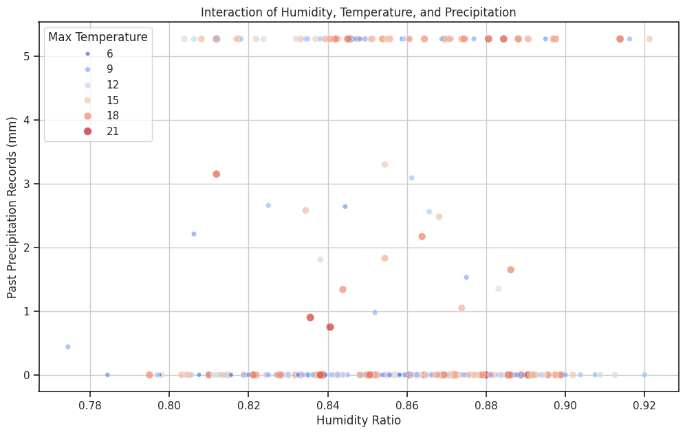 Interaction of Humidity, Temperature, and Precipitation
Max Temperature
6
9
12
15
18
21
5
4
3
2
1
0
Past Precipitation Records (mm)
0.78 0.80 0.82 0.84 0.86 0.88 0.90 0.92
Humidity Ratio